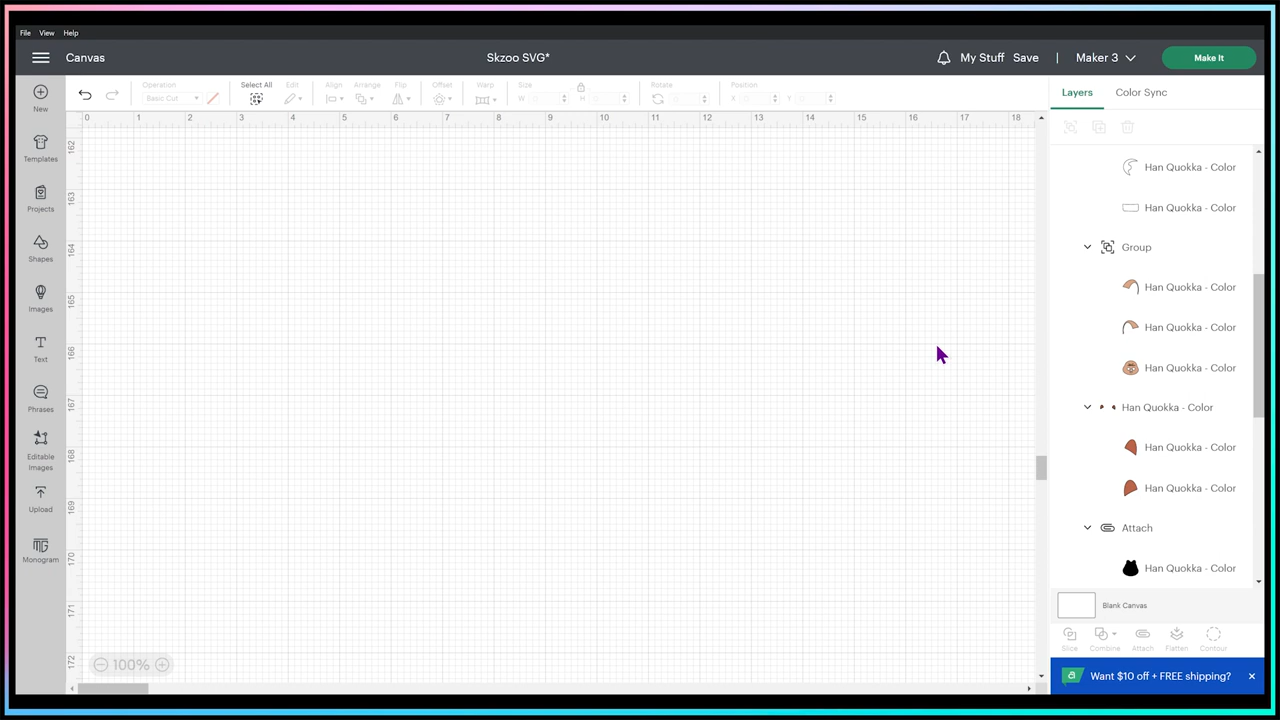 File View Help
Canvas Skzoo SVG* My Stuff Save | Maker 3 Make It
Operation Select All Edit Align Arrange Flip Offset Warp Size Rotate Position
Basic Cut W 0 H 0 0 X 0 Y 0
Layers Color Sync
0 1 2 3 4 5 6 7 8 9 10 11 12 13 14 15 16 17 18
162
163
164
165
166
167
168
169
170
171
172
New
Templates
Projects
Shapes
Images
Text
Phrases
Editable
Images
Upload
Monogram
100%
Han Quokka - Color
Han Quokka - Color
Group
Han Quokka - Color
Han Quokka - Color
Han Quokka - Color
Han Quokka - Color
Han Quokka - Color
Han Quokka - Color
Attach
Han Quokka - Color
Blank Canvas
Slice Combine Attach Flatten Contour
Want $10 off + FREE shipping?